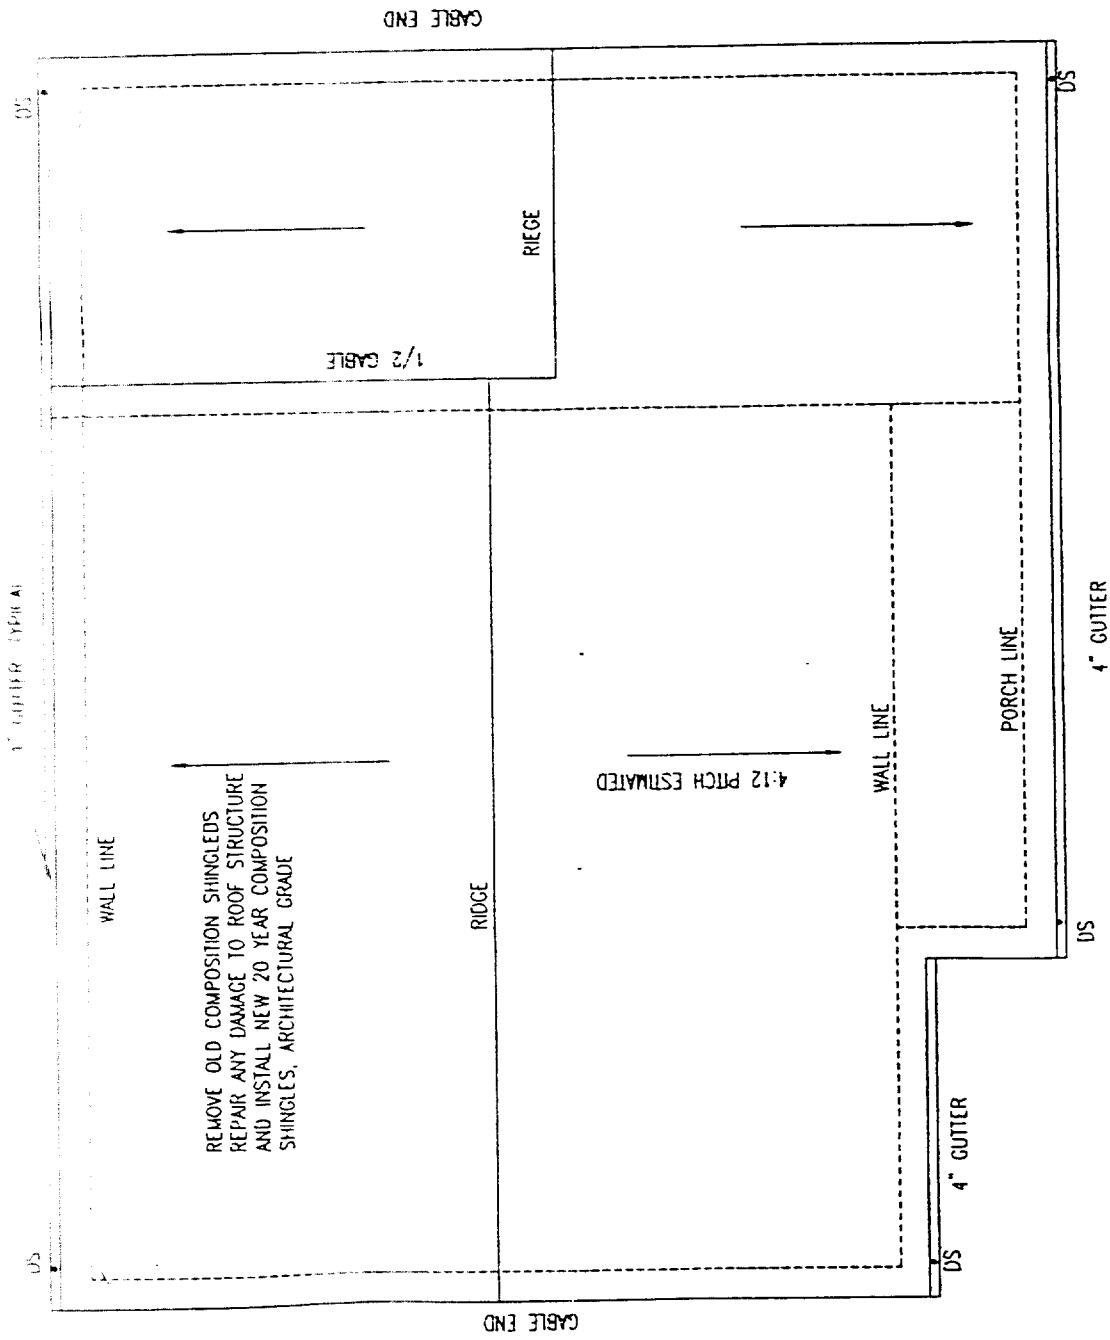 GABLE END
DS
DS
RIEGE
1/2 GABLE
GUTTER TYPICAL
WALL LINE
REMOVE OLD COMPOSITION SHINGLEDS
REPAIR ANY DAMAGE TO ROOF STRUCTURE
AND INSTALL NEW 20 YEAR COMPOSITION
SHINGLES, ARCHITECTURAL GRADE
4:12 PITCH ESTIMATED
WALL LINE
PORCH LINE
4" GUTTER
RIDGE
DS
4" GUTTER
DS
DS
GABLE END